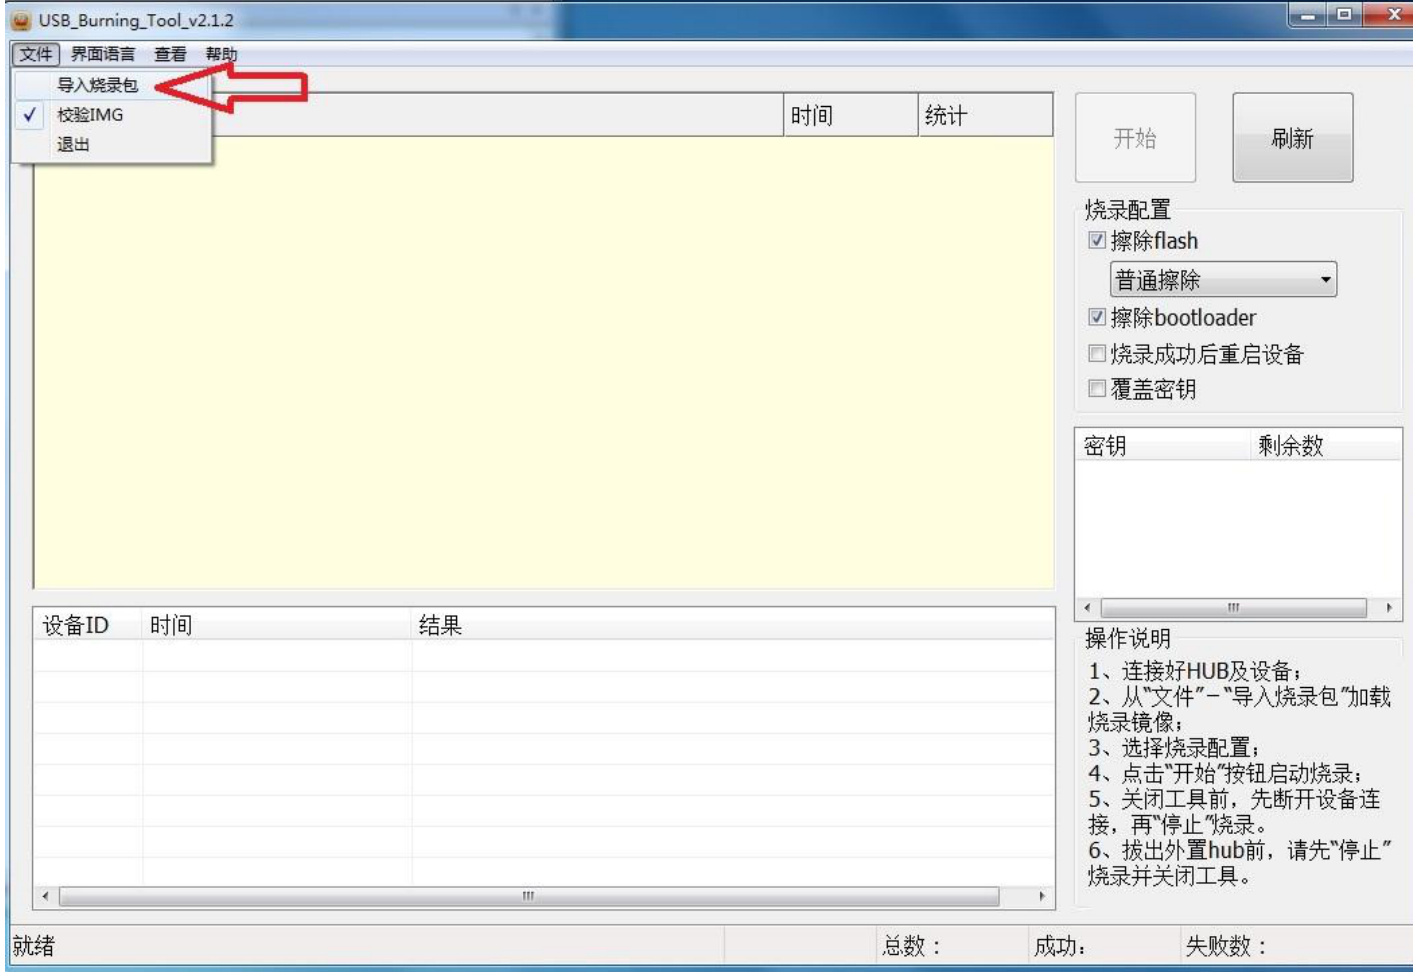 USB_Burning_Tool_v2.1.2
文件 界面语言 查看 帮助
导入烧录包
校验IMG
退出
时间 统计
开始 刷新
烧录配置
擦除flash
普通擦除
擦除bootloader
烧录成功后重启设备
覆盖密钥
密钥 剩余数
设备ID 时间 结果
操作说明
1、连接好HUB及设备；
2、从“文件”－“导入烧录包”加载
烧录镜像；
3、选择烧录配置；
4、点击“开始”按钮启动烧录；
5、关闭工具前，先断开设备连
接，再“停止”烧录。
6、拔出外置hub前，请先“停止”
烧录并关闭工具。
就绪 总数： 成功： 失败数：